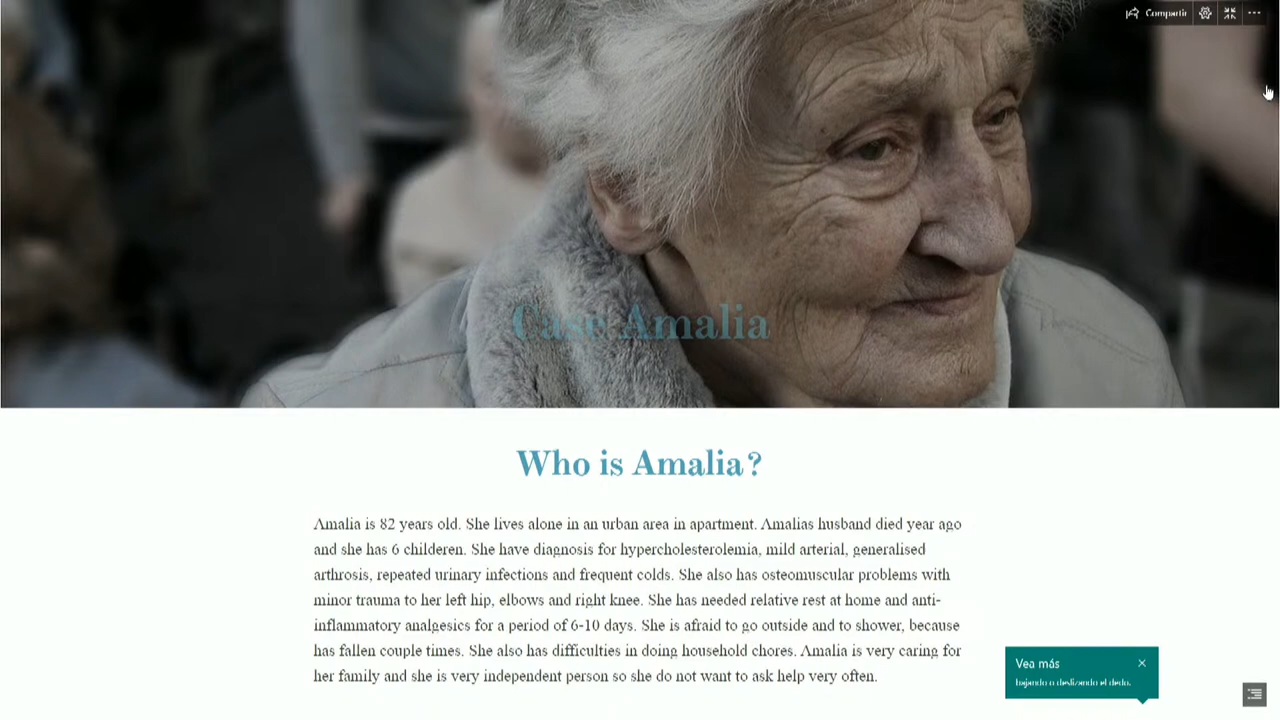 Compartir
Case Amalia
Who is Amalia?
Amalia is 82 years old. She lives alone in an urban area in apartment. Amalias husband died year ago
and she has 6 childeren. She have diagnosis for hypercholesterolemia, mild arterial, generalised
arthrosis, repeated urinary infections and frequent colds. She also has osteomuscular problems with
minor trauma to her left hip, elbows and right knee. She has needed relative rest at home and anti-
inflammatory analgesics for a period of 6-10 days. She is afraid to go outside and to shower, because
has fallen couple times. She also has difficulties in doing household chores. Amalia is very caring for
her family and she is very independent person so she do not want to ask help very often.
Vea más
bajando o deslizando el dedo.